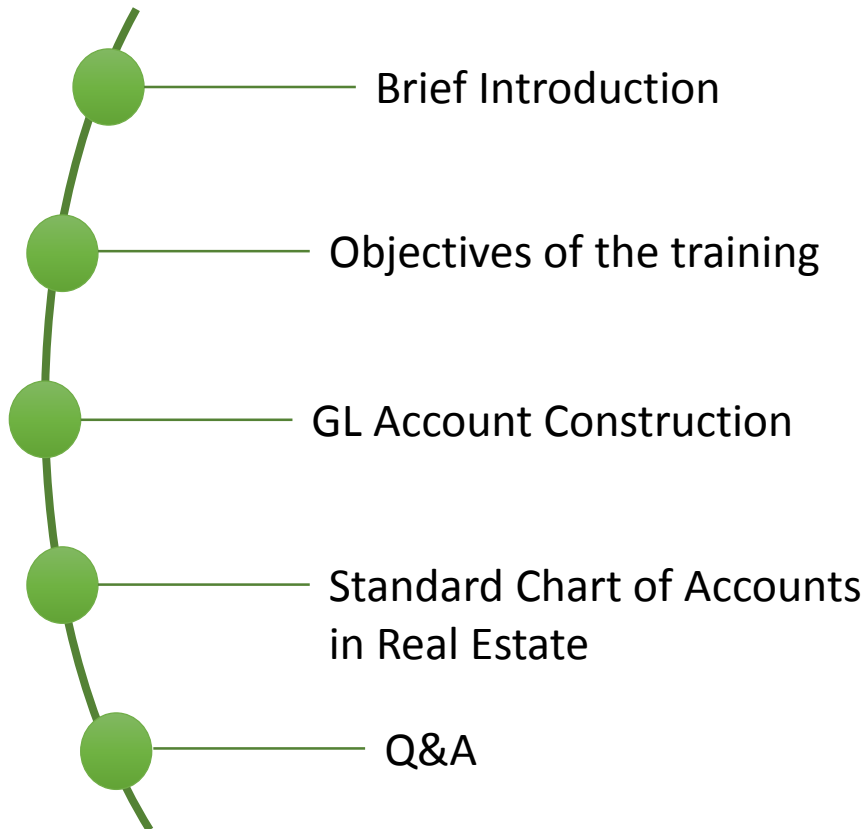 Brief Introduction
Objectives of the training
GL Account Construction
Standard Chart of Accounts
in Real Estate
Q&A